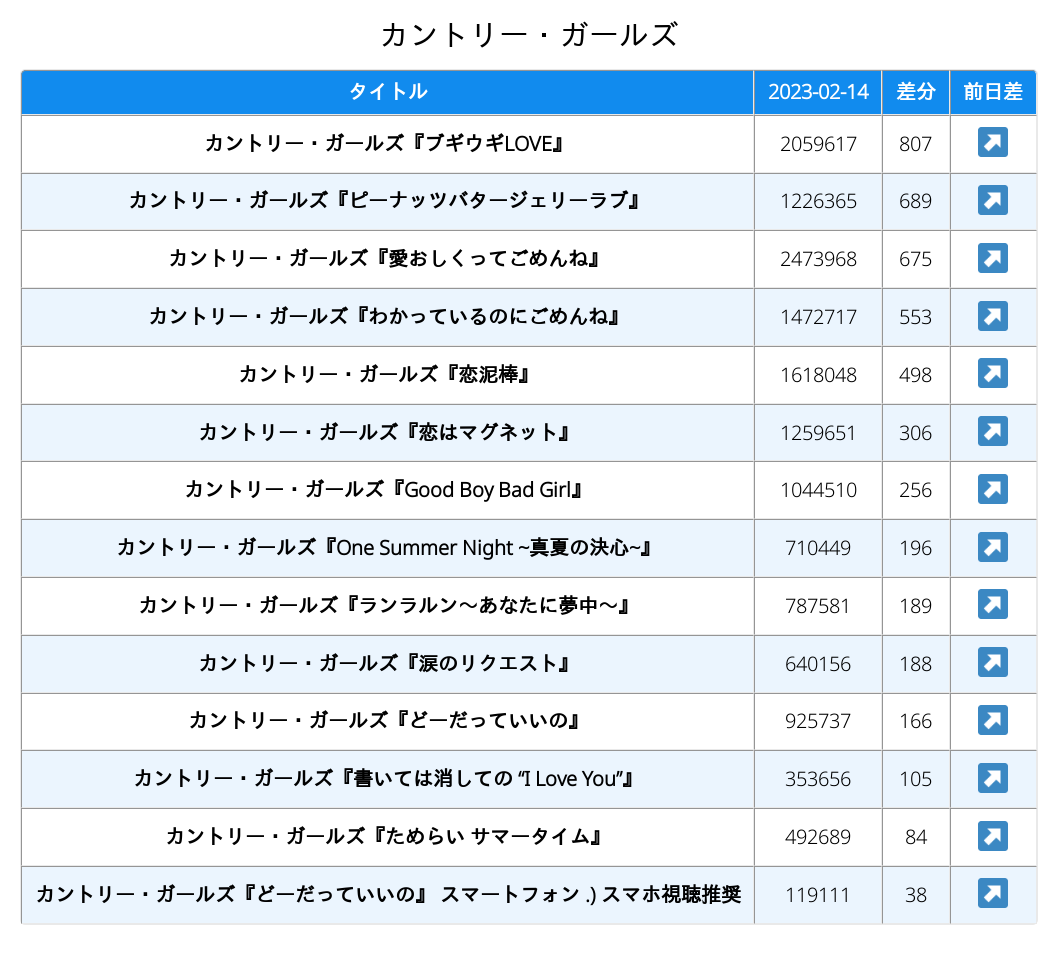 カントリー・ガールズ
タイトル 2023-02-14 差分 前日差
カントリー・ガールズ『ブギウギLOVE』 2059617 807
カントリー・ガールズ『ピーナッツバタージェリーラブ』 1226365 689
カントリー・ガールズ『愛おしくってごめんね』 2473968 675
カントリー・ガールズ『わかっているのにごめんね』 1472717 553
カントリー・ガールズ『恋泥棒』 1618048 498
カントリー・ガールズ『恋はマグネット』 1259651 306
カントリー・ガールズ『Good Boy Bad Girl』 1044510 256
カントリー・ガールズ『One Summer Night ~真夏の決心~』 710449 196
カントリー・ガールズ『ランラルン～あなたに夢中～』 787581 189
カントリー・ガールズ『涙のリクエスト』 640156 188
カントリー・ガールズ『どーだっていいの』 925737 166
カントリー・ガールズ『書いては消しての “I Love You”』 353656 105
カントリー・ガールズ『ためらい サマータイム』 492689 84
カントリー・ガールズ『どーだっていいの』 スマートフォン .) スマホ視聴推奨 119111 38